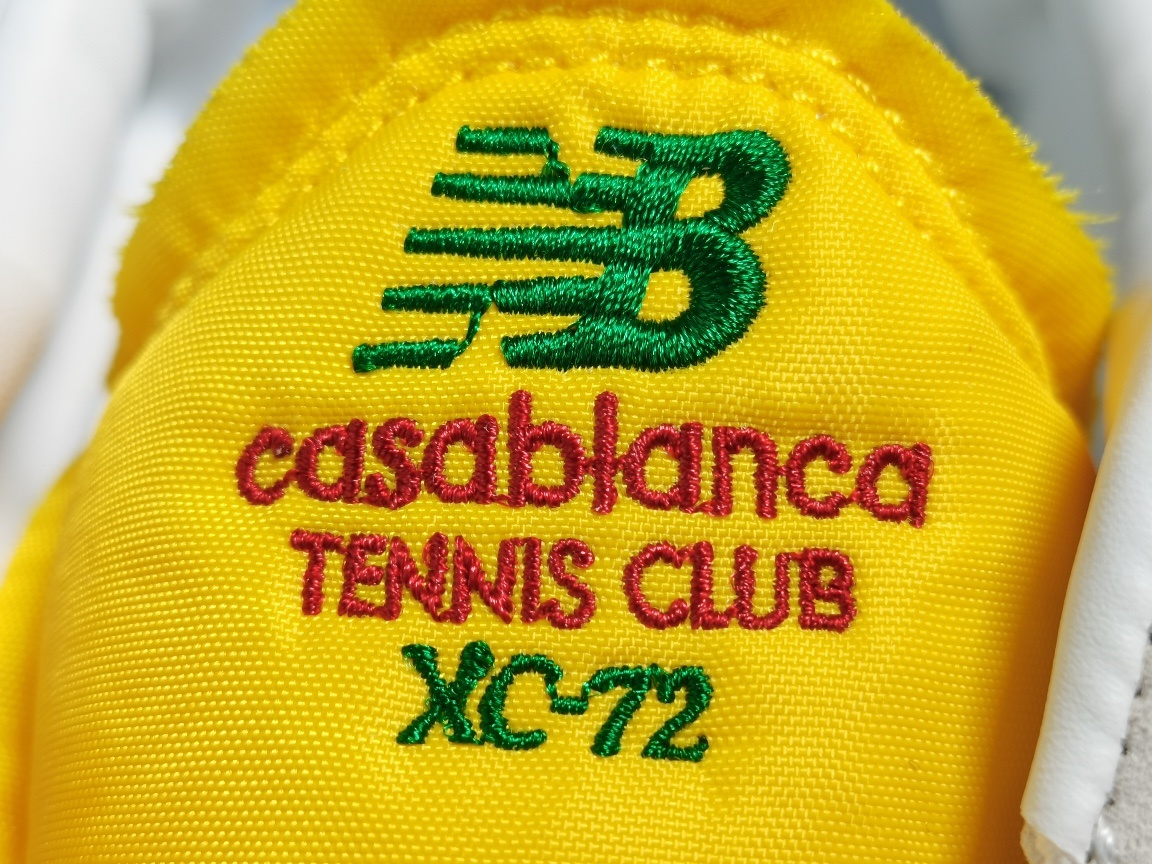 NB
casablanca
TENNIS CLUB
XC-72